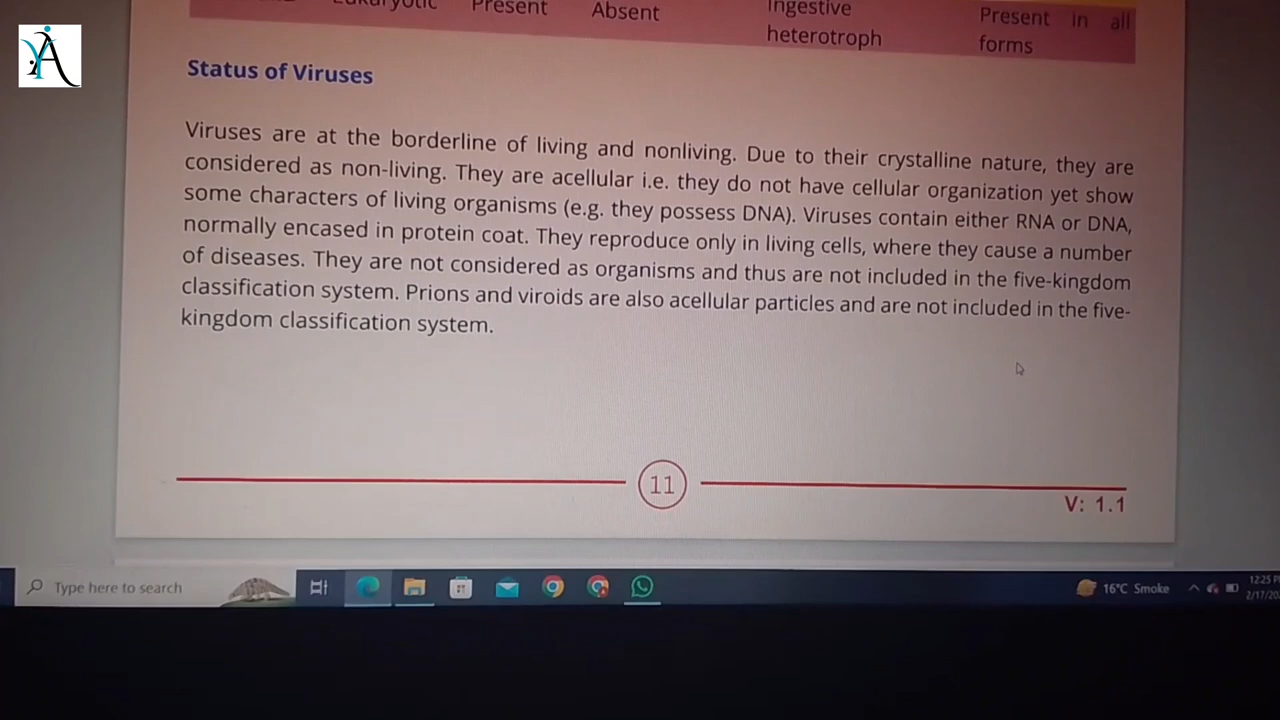 Eukaryotic Present Absent Ingestive Present in all
heterotroph forms
Status of Viruses
Viruses are at the borderline of living and nonliving. Due to their crystalline nature, they are
considered as non-living. They are acellular i.e. they do not have cellular organization yet show
some characters of living organisms (e.g. they possess DNA). Viruses contain either RNA or DNA,
normally encased in protein coat. They reproduce only in living cells, where they cause a number
of diseases. They are not considered as organisms and thus are not included in the five-kingdom
classification system. Prions and viroids are also acellular particles and are not included in the five-
kingdom classification system.
11
V: 1.1
Type here to search
16°C Smoke
12:25
2/17/20